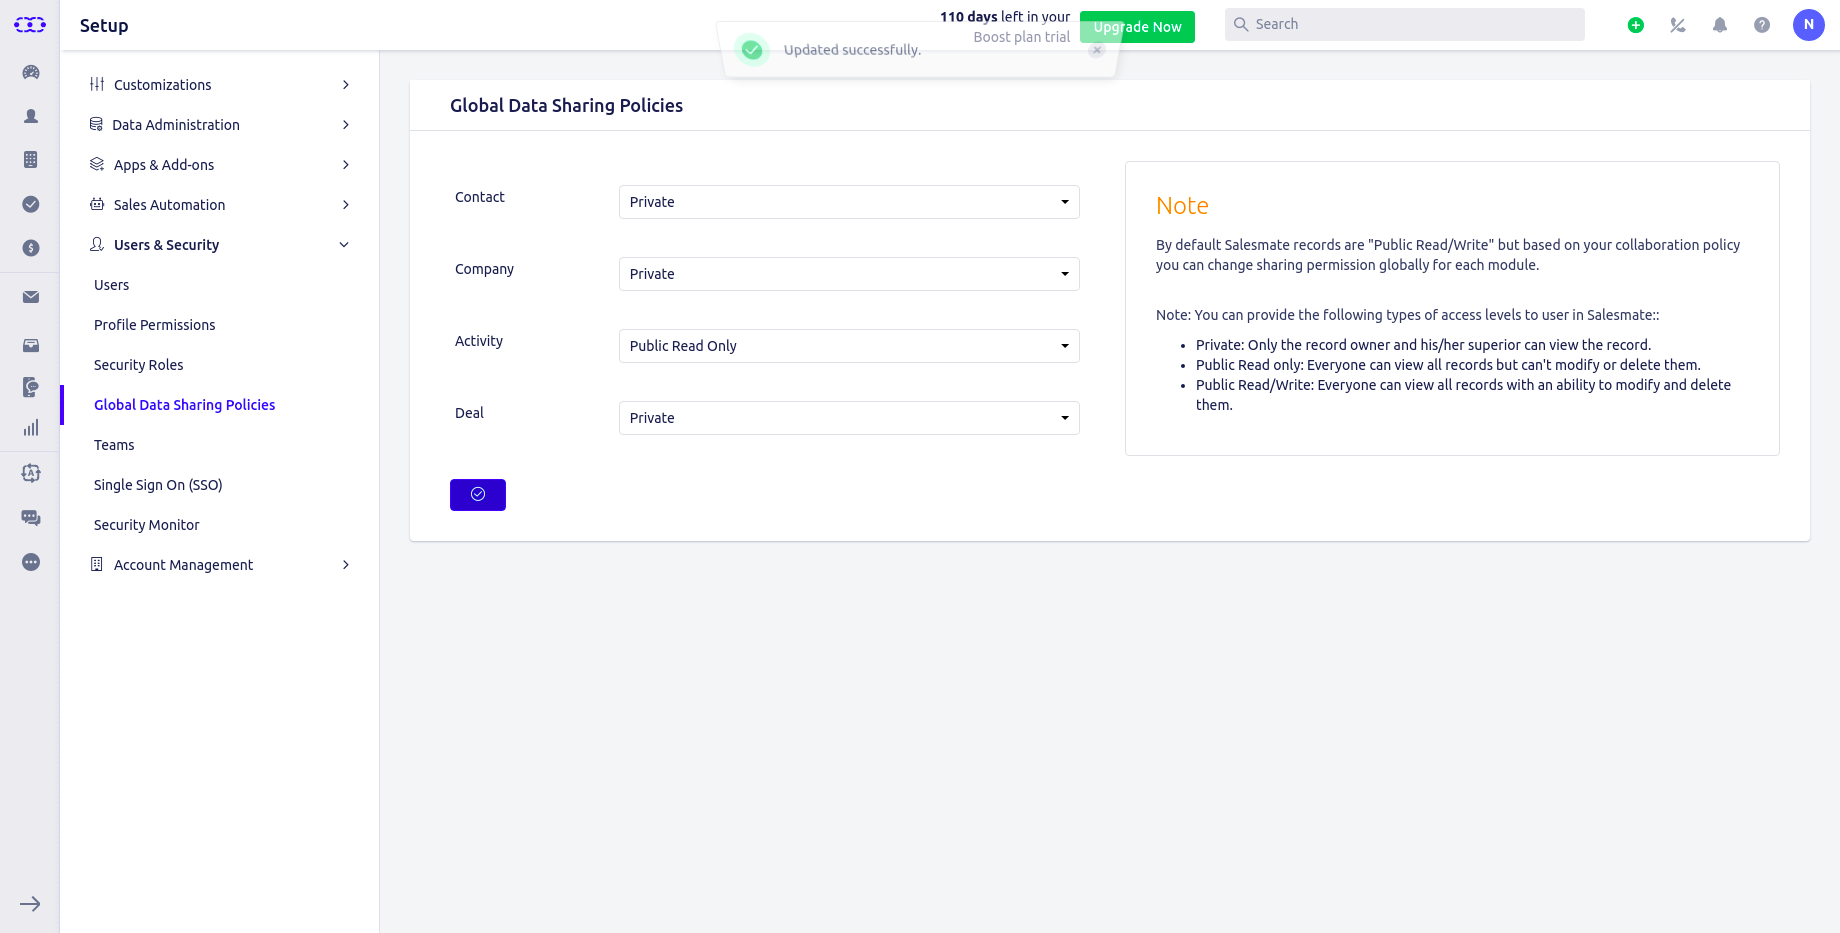 Setup
110 days left in your
Boost plan trial
Upgrade Now
Search
N
Updated successfully.
Customizations
Data Administration
Apps & Add-ons
Sales Automation
Users & Security
Users
Profile Permissions
Security Roles
Global Data Sharing Policies
Teams
Single Sign On (SSO)
Security Monitor
Account Management
Global Data Sharing Policies
Contact
Private
Company
Private
Activity
Public Read Only
Deal
Private
Note
By default Salesmate records are "Public Read/Write" but based on your collaboration policy
you can change sharing permission globally for each module.
Note: You can provide the following types of access levels to user in Salesmate::
• Private: Only the record owner and his/her superior can view the record.
• Public Read only: Everyone can view all records but can't modify or delete them.
• Public Read/Write: Everyone can view all records with an ability to modify and delete
them.